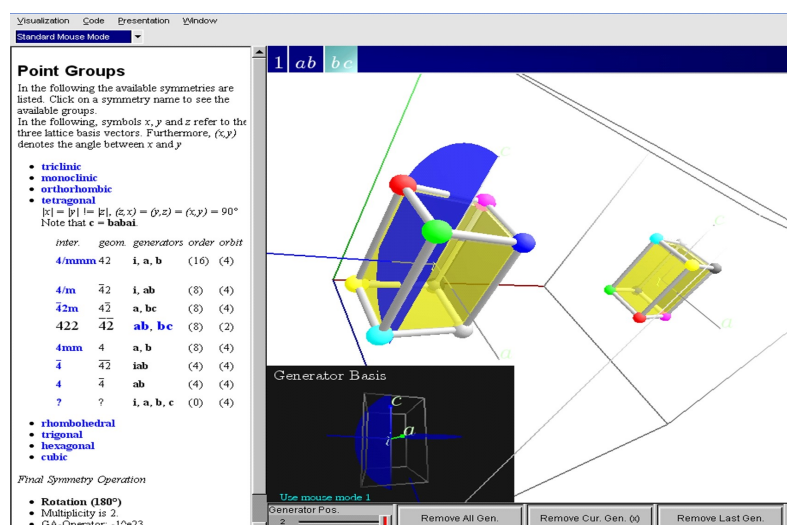 Visualization Code Presentation Window
Standard Mouse Mode
1 ab bc
Point Groups
In the following the available symmetries are
listed. Click on a symmetry name to see the
available groups.
In the following, symbols x, y and z refer to the
three lattice basis vectors. Furthermore, (x,y)
denotes the angle between x and y
• triclinic
• monoclinic
• orthorhombic
• tetragonal
|x| = |y| != |z|, (z,x) = (y,z) = (x,y) = 90°
Note that c = babai.
inter. geom. generators order orbit
4/mmm 42 i, a, b (16) (4)
4/m 4̅2 i, ab (8) (4)
4̅2m 42̅ a, bc (8) (4)
422 4̅2̅ ab, bc (8) (2)
4mm 4 a, b (8) (4)
4̅ 4̅2̅ iab (4) (4)
4 4̅ ab (4) (4)
? ? i, a, b, c (0) (4)
• rhombohedral
• trigonal
• hexagonal
• cubic
Final Symmetry Operation
• Rotation (180°)
• Multiplicity is 2.
• GA-Operator: -1^e23
c
a
c
a
Generator Basis
c
i a
Use mouse mode 1
Generator Pos.
2
Remove All Gen. Remove Cur. Gen. (x) Remove Last Gen.